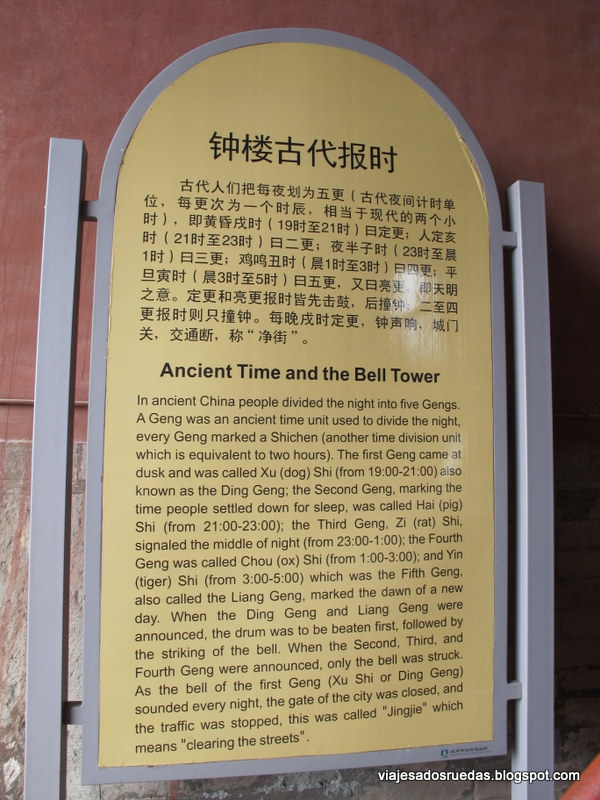 钟楼古代报时
古代人们把每夜划为五更（古代夜间计时单
位，每更次为一个时辰，相当于现代的两个小
时），即黄昏戌时（19时至21时）曰定更；人定亥
时（21时至23时）曰二更；夜半子时（23时至晨
1时）曰三更；鸡鸣丑时（晨1时至3时）曰四更；平
旦寅时（晨3时至5时）曰五更，又曰亮更，即天明
之意。定更和亮更报时皆先击鼓，后撞钟；二至四
更报时则只撞钟。每晚戌时定更，钟声响，城门
关，交通断，称“净街”。
Ancient Time and the Bell Tower
In ancient China people divided the night into five Gengs.
A Geng was an ancient time unit used to divide the night,
every Geng marked a Shichen (another time division unit
which is equivalent to two hours). The first Geng came at
dusk and was called Xu (dog) Shi (from 19:00-21:00) also
known as the Ding Geng; the Second Geng, marking the
time people settled down for sleep, was called Hai (pig)
Shi (from 21:00-23:00); the Third Geng, Zi (rat) Shi,
signaled the middle of night (from 23:00-1:00); the Fourth
Geng was called Chou (ox) Shi (from 1:00-3:00); and Yin
(tiger) Shi (from 3:00-5:00) which was the Fifth Geng,
also called the Liang Geng, marked the dawn of a new
day. When the Ding Geng and Liang Geng were
announced, the drum was to be beaten first, followed by
the striking of the bell. When the Second, Third, and
Fourth Geng were announced, only the bell was struck.
As the bell of the first Geng (Xu Shi or Ding Geng)
sounded every night, the gate of the city was closed, and
the traffic was stopped, this was called "Jingjie" which
means "clearing the streets".
viajesadosruedas.blogspot.com